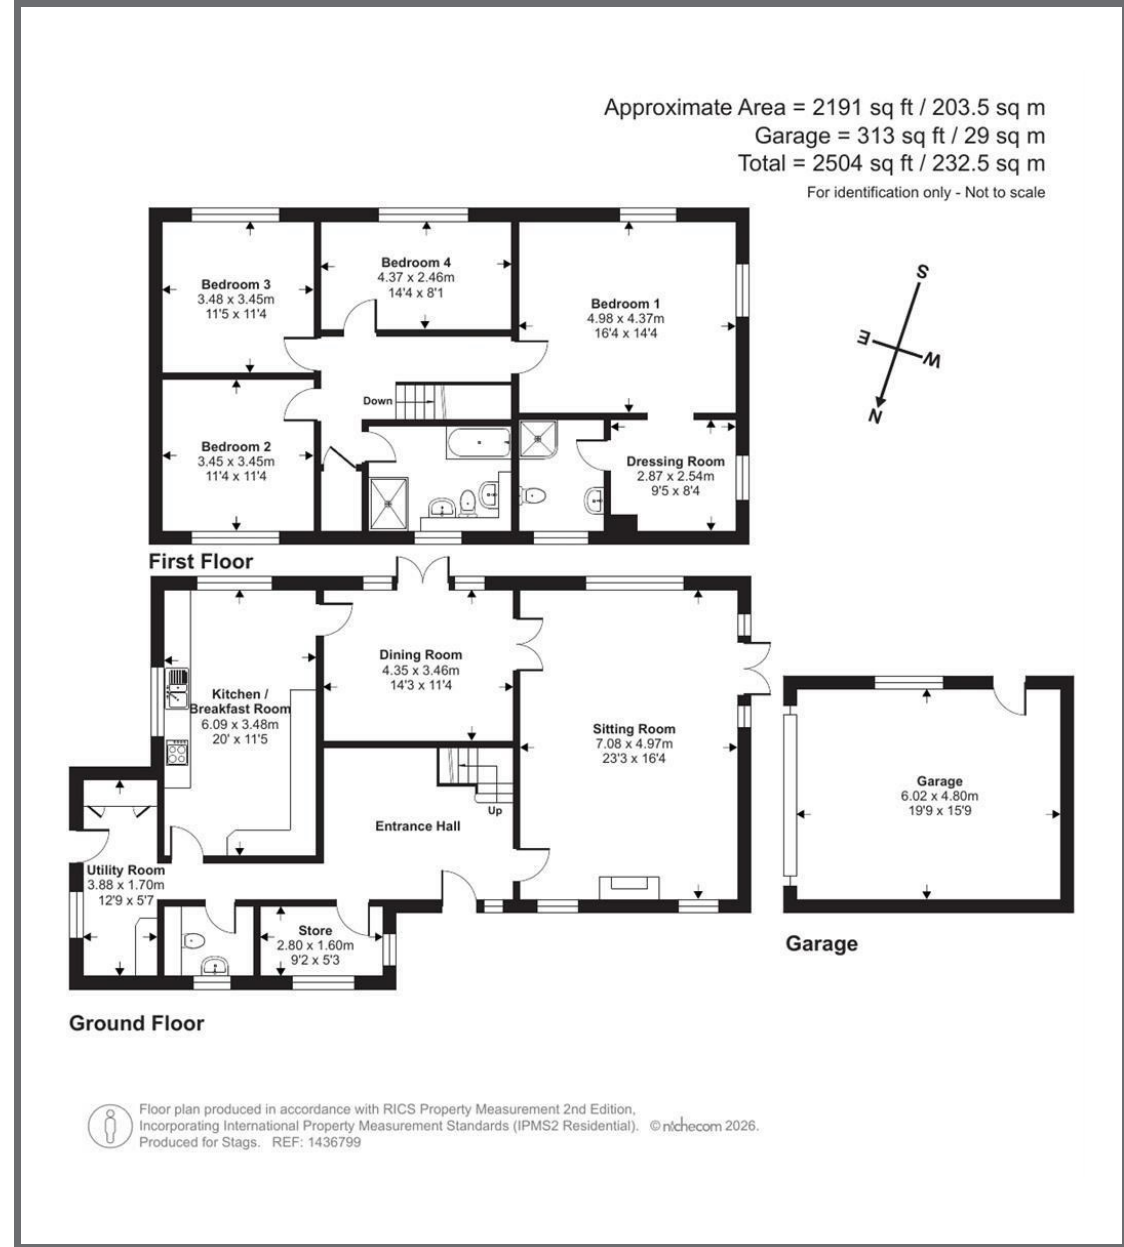 Approximate Area = 2191 sq ft / 203.5 sq m
Garage = 313 sq ft / 29 sq m
Total = 2504 sq ft / 232.5 sq m
For identification only - Not to scale
S
E
W
N
Bedroom 3
3.48 x 3.45m
11'5 x 11'4
Bedroom 4
4.37 x 2.46m
14'4 x 8'1
Bedroom 1
4.98 x 4.37m
16'4 x 14'4
Down
Bedroom 2
3.45 x 3.45m
11'4 x 11'4
Dressing Room
2.87 x 2.54m
9'5 x 8'4
First Floor
Kitchen /
Breakfast Room
6.09 x 3.48m
20' x 11'5
Dining Room
4.35 x 3.46m
14'3 x 11'4
Sitting Room
7.08 x 4.97m
23'3 x 16'4
Up
Entrance Hall
Utility Room
3.88 x 1.70m
12'9 x 5'7
Store
2.80 x 1.60m
9'2 x 5'3
Garage
6.02 x 4.80m
19'9 x 15'9
Garage
Ground Floor
Floor plan produced in accordance with RICS Property Measurement 2nd Edition,
Incorporating International Property Measurement Standards (IPMS2 Residential). © nichecom 2026.
Produced for Stags. REF: 1436799